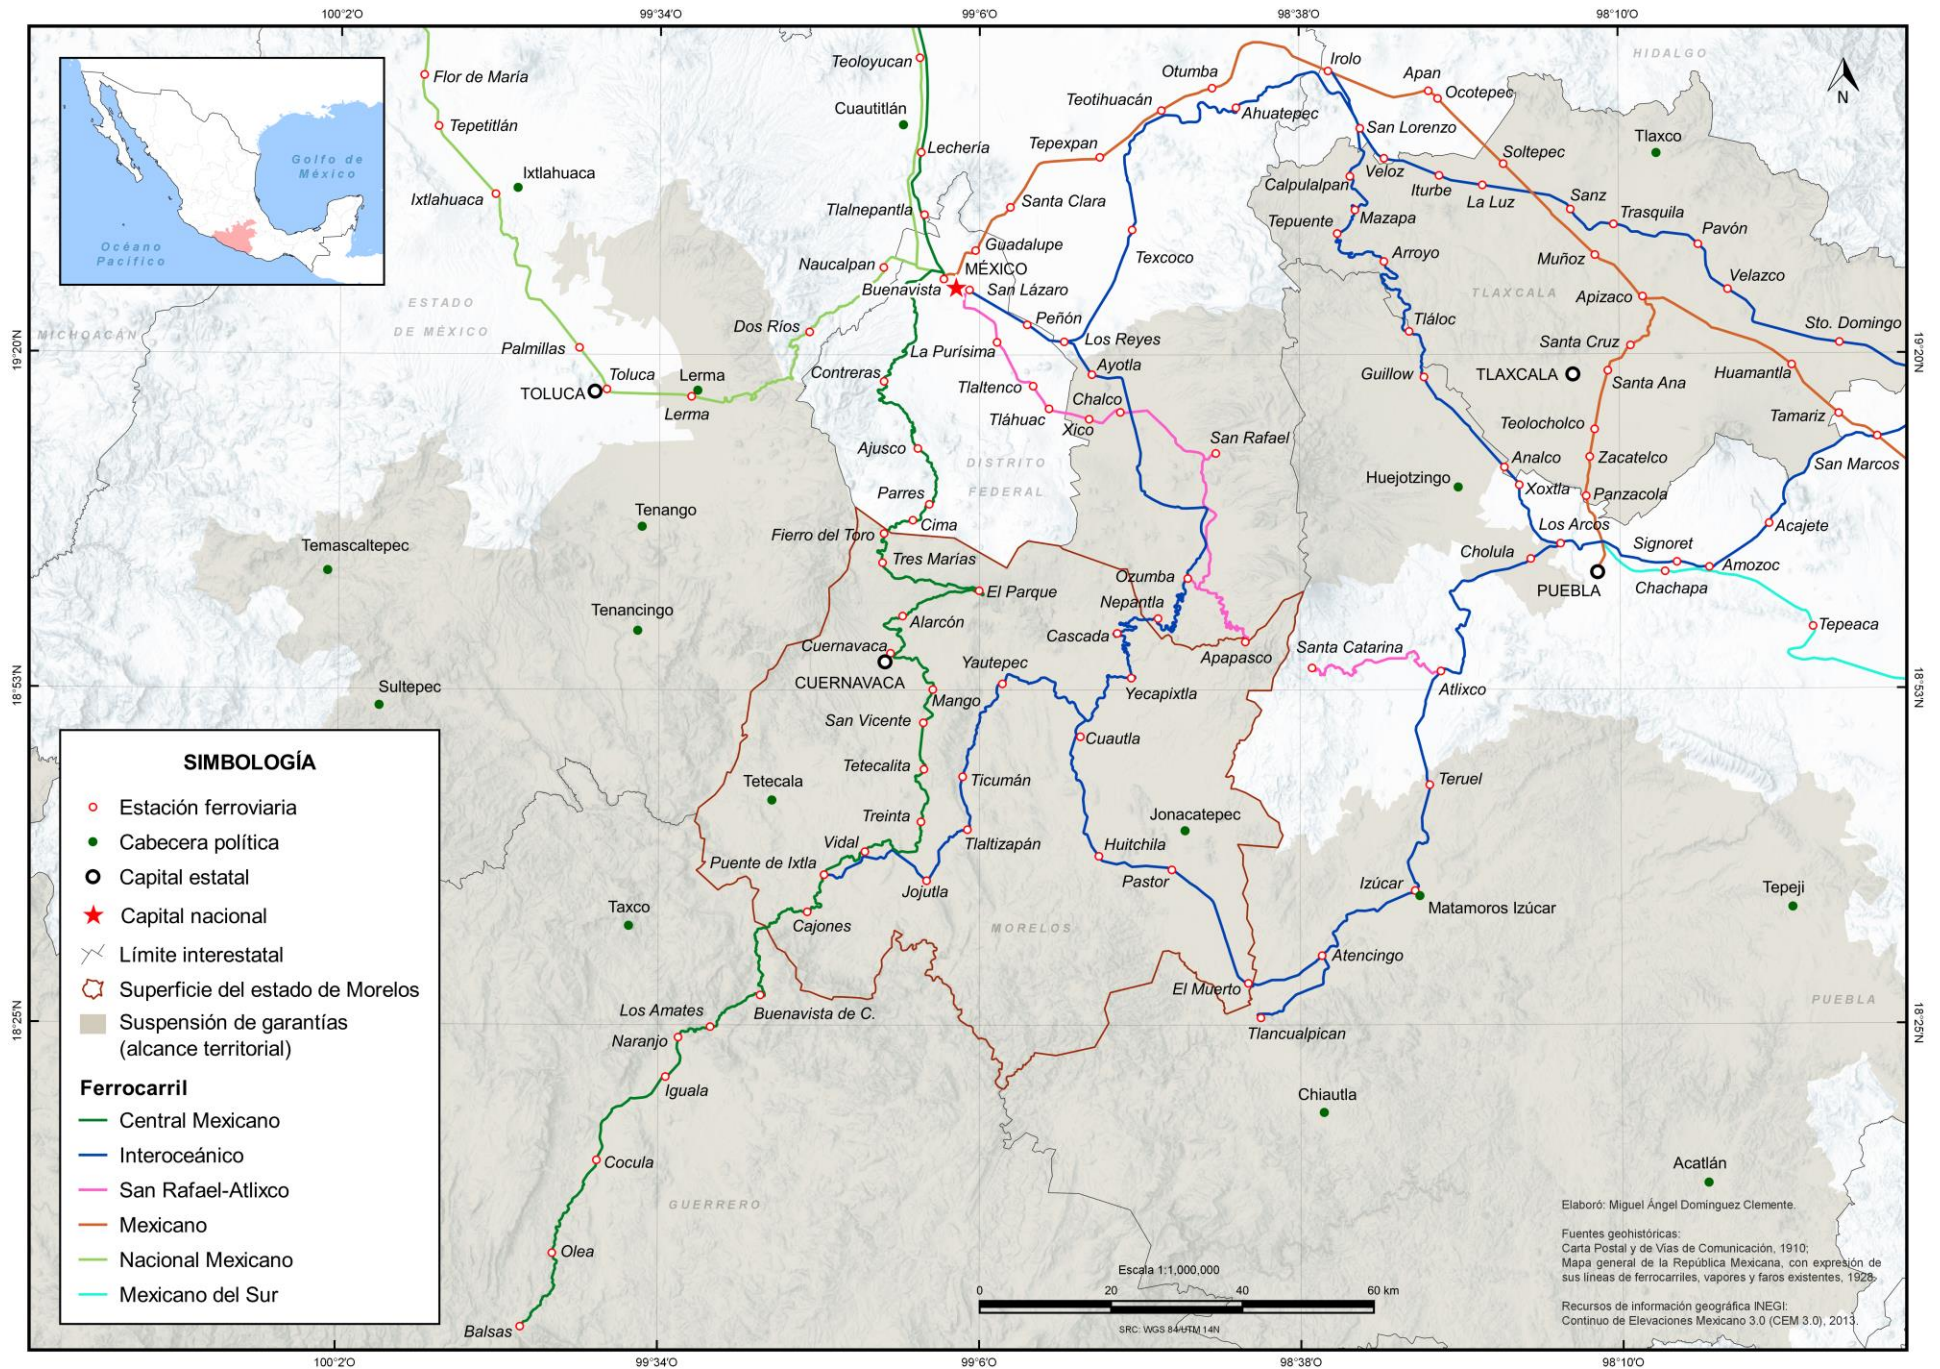 100°2'O
99°34'O
99°6'O
98°38'O
98°10'O
HIDALGO
N
Golfo de
México
Océano
Pacífico
Flor de María
Tepetitlán
Ixtlahuaca
Ixtlahuaca
Teoloyucan
Cuautitlán
Lechería
Tlalnepantla
Naucalpan
Buenavista
MÉXICO
San Lázaro
Guadalupe
Santa Clara
Tepexpan
Teotihuacán
Otumba
Ahuatepec
Irolo
Apan
Ocotepec
San Lorenzo
Soltepec
Tlaxco
Calpulalpan
Veloz
Iturbe
La Luz
Sanz
Trasquila
Pavón
Tepuente
Mazapa
Arroyo
Muñoz
Velazco
TLAXCALA
Apizaco
Texcoco
Peñón
Los Reyes
Tláloc
Santa Cruz
Sto. Domingo
ESTADO
DE MÉXICO
MICHOACÁN
Dos Ríos
Palmillas
La Purísima
Ayotla
Guillow
TLAXCALA
Santa Ana
Huamantla
Toluca
TOLUCA
Lerma
Lerma
Contreras
Tlaltenco
Chalco
Tláhuac
Xico
Teolocholco
Tamariz
San Rafael
Ajusco
DISTRITO
FEDERAL
Huejotzingo
Analco
Zacatelco
San Marcos
Xoxtla
Panzacola
Parres
Cima
Tenango
Fierro del Toro
Los Arcos
Acajete
Temascaltepec
Tres Marías
Cholula
Signoret
Amozoc
Ozumba
PUEBLA
Chachapa
El Parque
Nepantla
Tenancingo
Alarcón
Cascada
Tepeaca
Cuernavaca
Apapasco
Santa Catarina
Yautepec
CUERNAVACA
Sultepec
Mango
Yecapixtla
Atlixco
San Vicente
Cuautla
Tetecalita
Tetecala
Ticumán
Teruel
Treinta
Jonacatepec
Vidal
Tlaltizapán
Huitchila
Puente de Ixtla
Jojutla
Pastor
Izúcar
Matamoros Izúcar
Tepeji
Taxco
Cajones
MORELOS
Atencingo
El Muerto
PUEBLA
Los Amates
Buenavista de C.
Tlancualpican
Naranjo
Iguala
Chiautla
Cocula
Acatlán
GUERRERO
Olea
Balsas
19°20'N
18°53'N
18°25'N
19°20'N
18°53'N
18°25'N
SIMBOLOGÍA
Estación ferroviaria
Cabecera política
Capital estatal
Capital nacional
Límite interestatal
Superficie del estado de Morelos
Suspensión de garantías
(alcance territorial)
Ferrocarril
Central Mexicano
Interoceánico
San Rafael-Atlixco
Mexicano
Nacional Mexicano
Mexicano del Sur
Escala 1:1,000,000
0 20 40 60 km
SRC: WGS 84/UTM 14N
Elaboró: Miguel Ángel Domínguez Clemente.
Fuentes geohistóricas:
Carta Postal y de Vías de Comunicación, 1910;
Mapa general de la República Mexicana, con expresión de
sus líneas de ferrocarriles, vapores y faros existentes, 1928.
Recursos de información geográfica INEGI:
Continuo de Elevaciones Mexicano 3.0 (CEM 3.0), 2013.
100°2'O
99°34'O
99°6'O
98°38'O
98°10'O